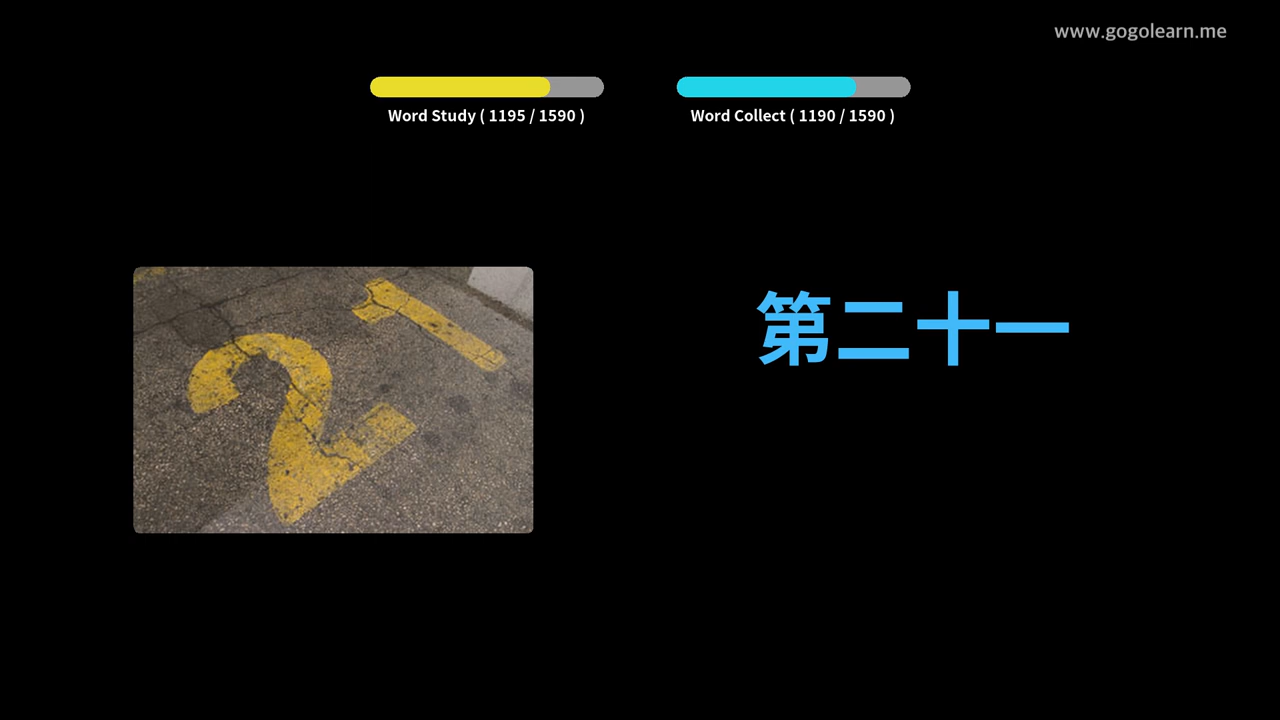 www.gogolearn.me
Word Study ( 1195 / 1590 )
Word Collect ( 1190 / 1590 )
21
第二十一